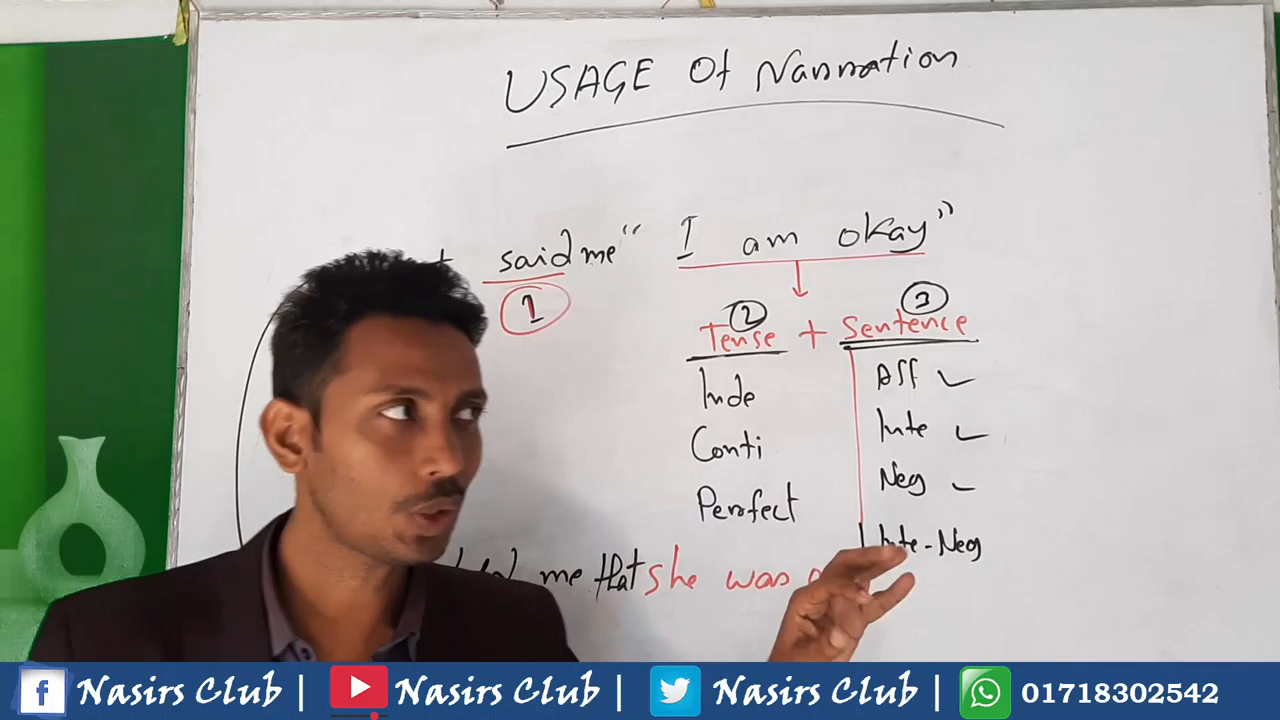 USAGE Of Narration
said me “ I am okay”
1
2 3
Tense + Sentence
Inde Aff
Conti Inte
Perfect Neg
Inte-Neg
me that she was
f Nasirs Club | Nasirs Club | Nasirs Club | 01718302542